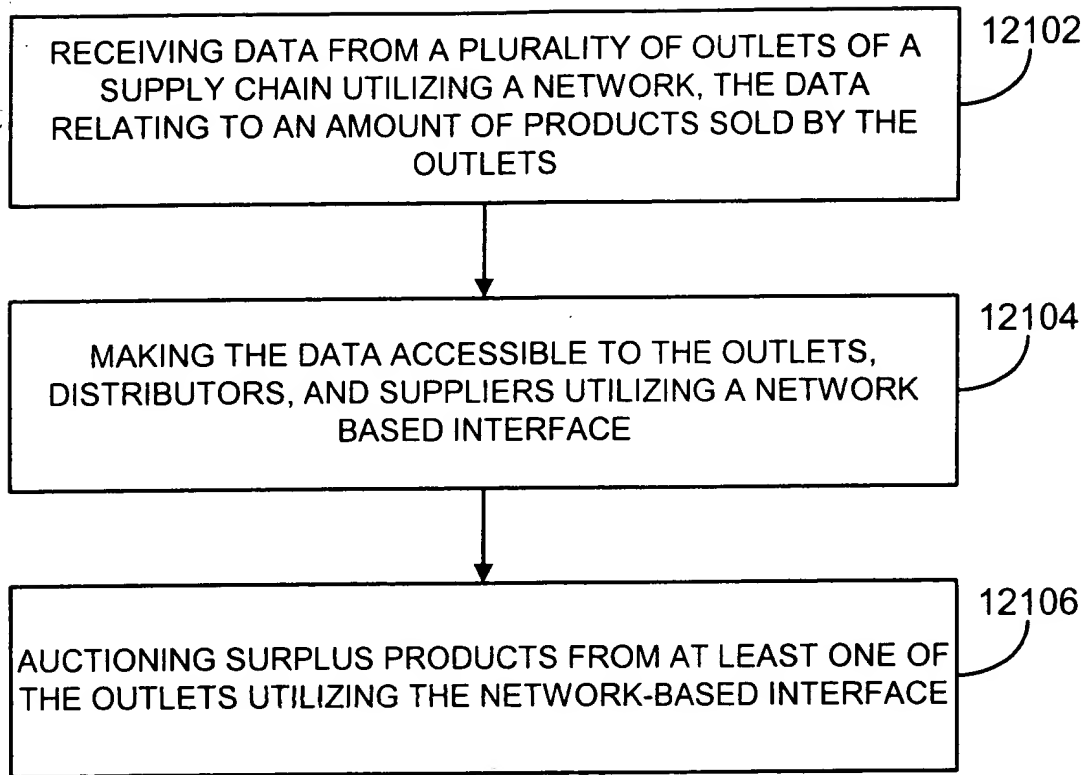 RECEIVING DATA FROM A PLURALITY OF OUTLETS OF A
SUPPLY CHAIN UTILIZING A NETWORK, THE DATA
RELATING TO AN AMOUNT OF PRODUCTS SOLD BY THE
OUTLETS
12102
MAKING THE DATA ACCESSIBLE TO THE OUTLETS,
DISTRIBUTORS, AND SUPPLIERS UTILIZING A NETWORK
BASED INTERFACE
12104
AUCTIONING SURPLUS PRODUCTS FROM AT LEAST ONE OF
THE OUTLETS UTILIZING THE NETWORK-BASED INTERFACE
12106